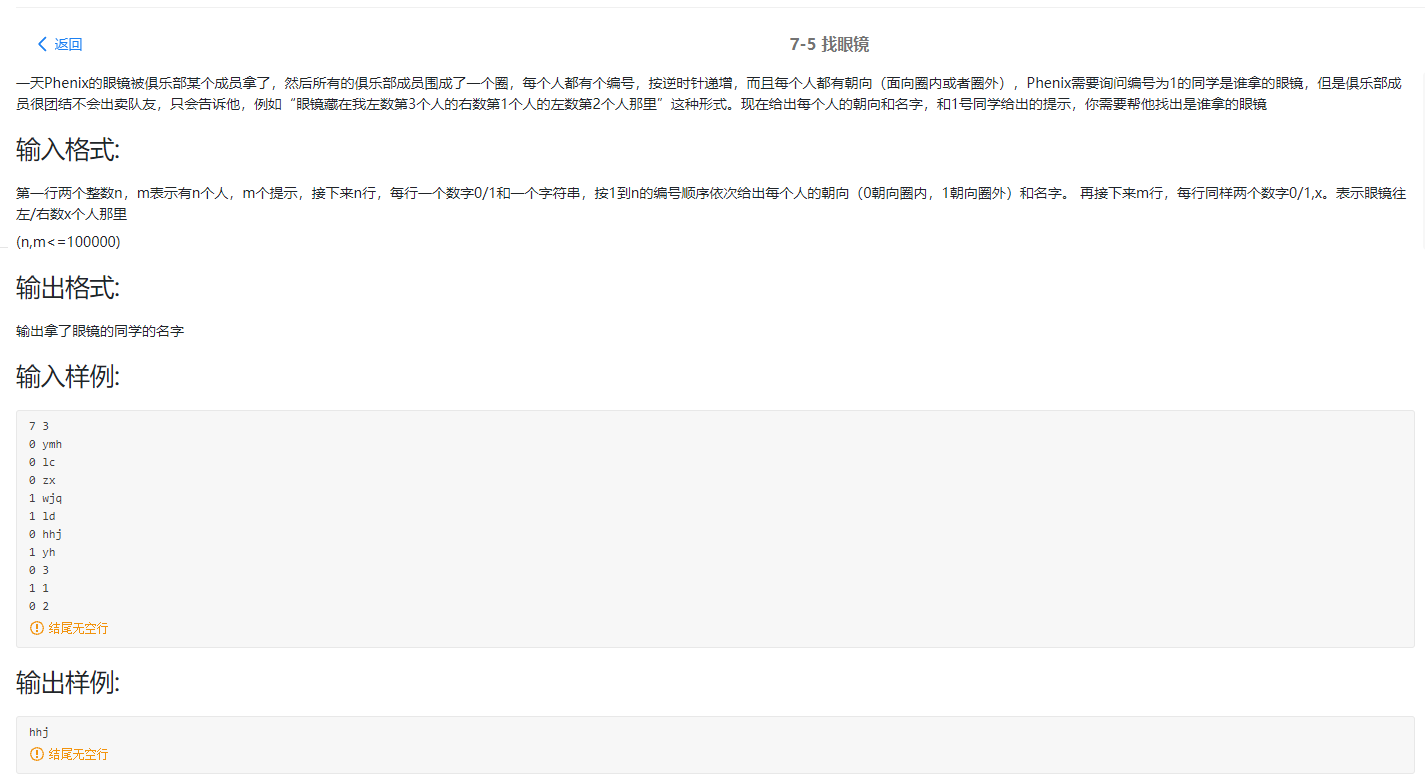 返回
7-5 找眼镜
一天Phenix的眼镜被俱乐部某个成员拿了，然后所有的俱乐部成员围成了一个圈，每个人都有个编号，按逆时针递增，而且每个人都有朝向（面向圈内或者圈外）, Phenix需要询问编号为1的同学是谁拿的眼镜，但是俱乐部成
员很团结不会出卖队友，只会告诉他，例如“眼镜藏在我左数第3个人的右数第1个人的左数第2个人那里”这种形式。现在给出每个人的朝向和名字，和1号同学给出的提示，你需要帮他找出是谁拿的眼镜
输入格式:
第一行两个整数n，m表示有n个人，m个提示，接下来n行，每行一个数字0/1和一个字符串，按1到n的编号顺序依次给出每个人的朝向（0朝向圈内，1朝向圈外）和名字。 再接下来m行，每行同样两个数字0/1,x。表示眼镜往
左/右数x个人那里
(n,m<=100000)
输出格式:
输出拿了眼镜的同学的名字
输入样例:
7 3
0 ymh
0 lc
0 zx
1 wjq
1 ld
0 hhj
1 yh
0 3
1 1
0 2
结尾无空行
输出样例:
hhj
结尾无空行